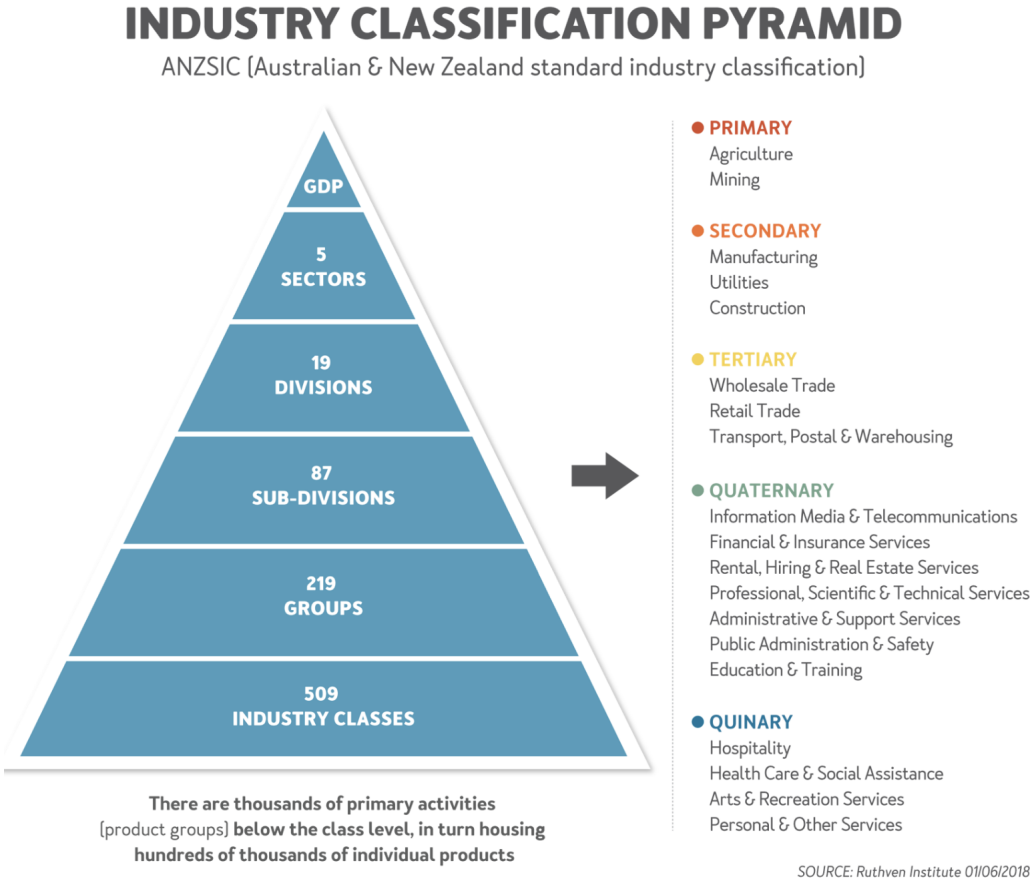 INDUSTRY CLASSIFICATION PYRAMID
ANZSIC (Australian & New Zealand standard industry classification)
GDP
5
SECTORS
19
DIVISIONS
87
SUB-DIVISIONS
219
GROUPS
509
INDUSTRY CLASSES
There are thousands of primary activities
(product groups) below the class level, in turn housing
hundreds of thousands of individual products
PRIMARY
Agriculture
Mining
SECONDARY
Manufacturing
Utilities
Construction
TERTIARY
Wholesale Trade
Retail Trade
Transport, Postal & Warehousing
QUATERNARY
Information Media & Telecommunications
Financial & Insurance Services
Rental, Hiring & Real Estate Services
Professional, Scientific & Technical Services
Administrative & Support Services
Public Administration & Safety
Education & Training
QUINARY
Hospitality
Health Care & Social Assistance
Arts & Recreation Services
Personal & Other Services
SOURCE: Ruthven Institute 01/06/2018